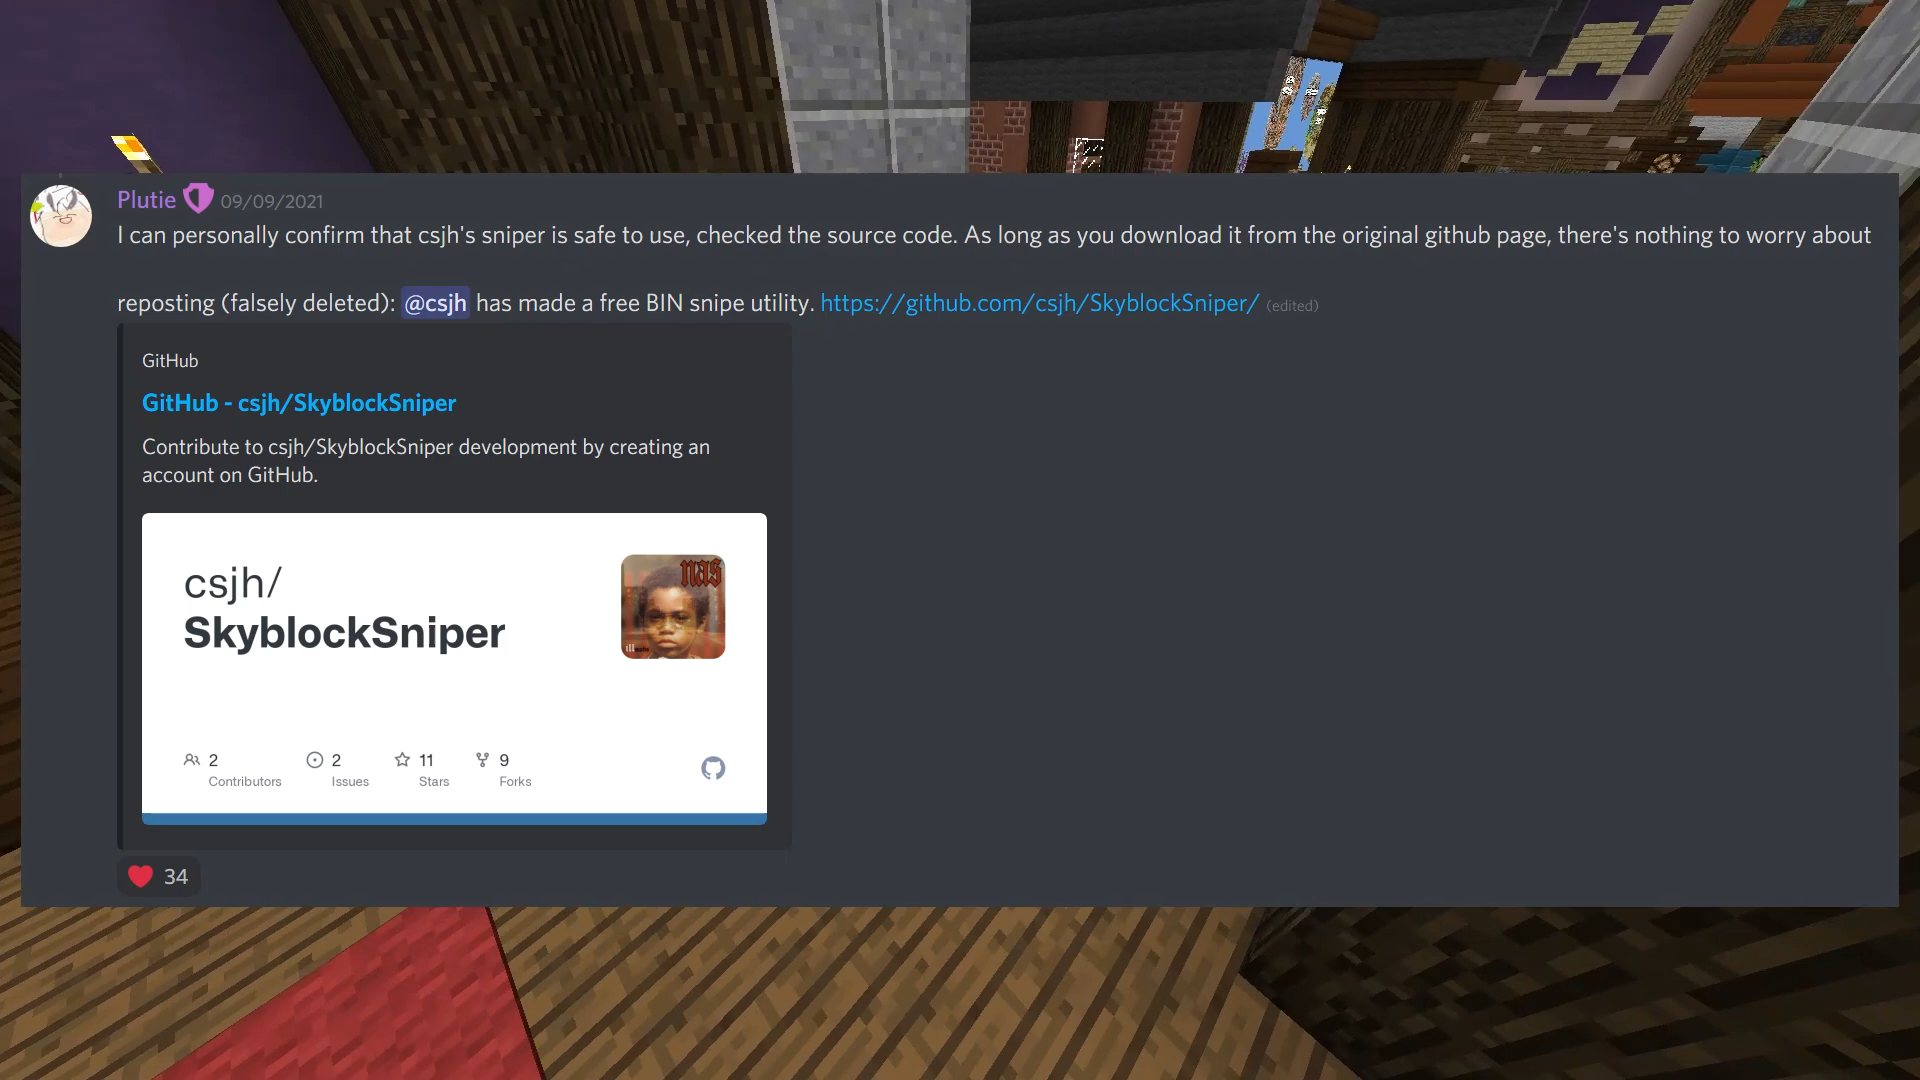 Plutie 09/09/2021
I can personally confirm that csjh's sniper is safe to use, checked the source code. As long as you download it from the original github page, there's nothing to worry about
reposting (falsely deleted): @csjh has made a free BIN snipe utility. https://github.com/csjh/SkyblockSniper/ (edited)
GitHub
GitHub - csjh/SkyblockSniper
Contribute to csjh/SkyblockSniper development by creating an
account on GitHub.
csjh/
SkyblockSniper
nas
2 2 11 9
Contributors Issues Stars Forks
34